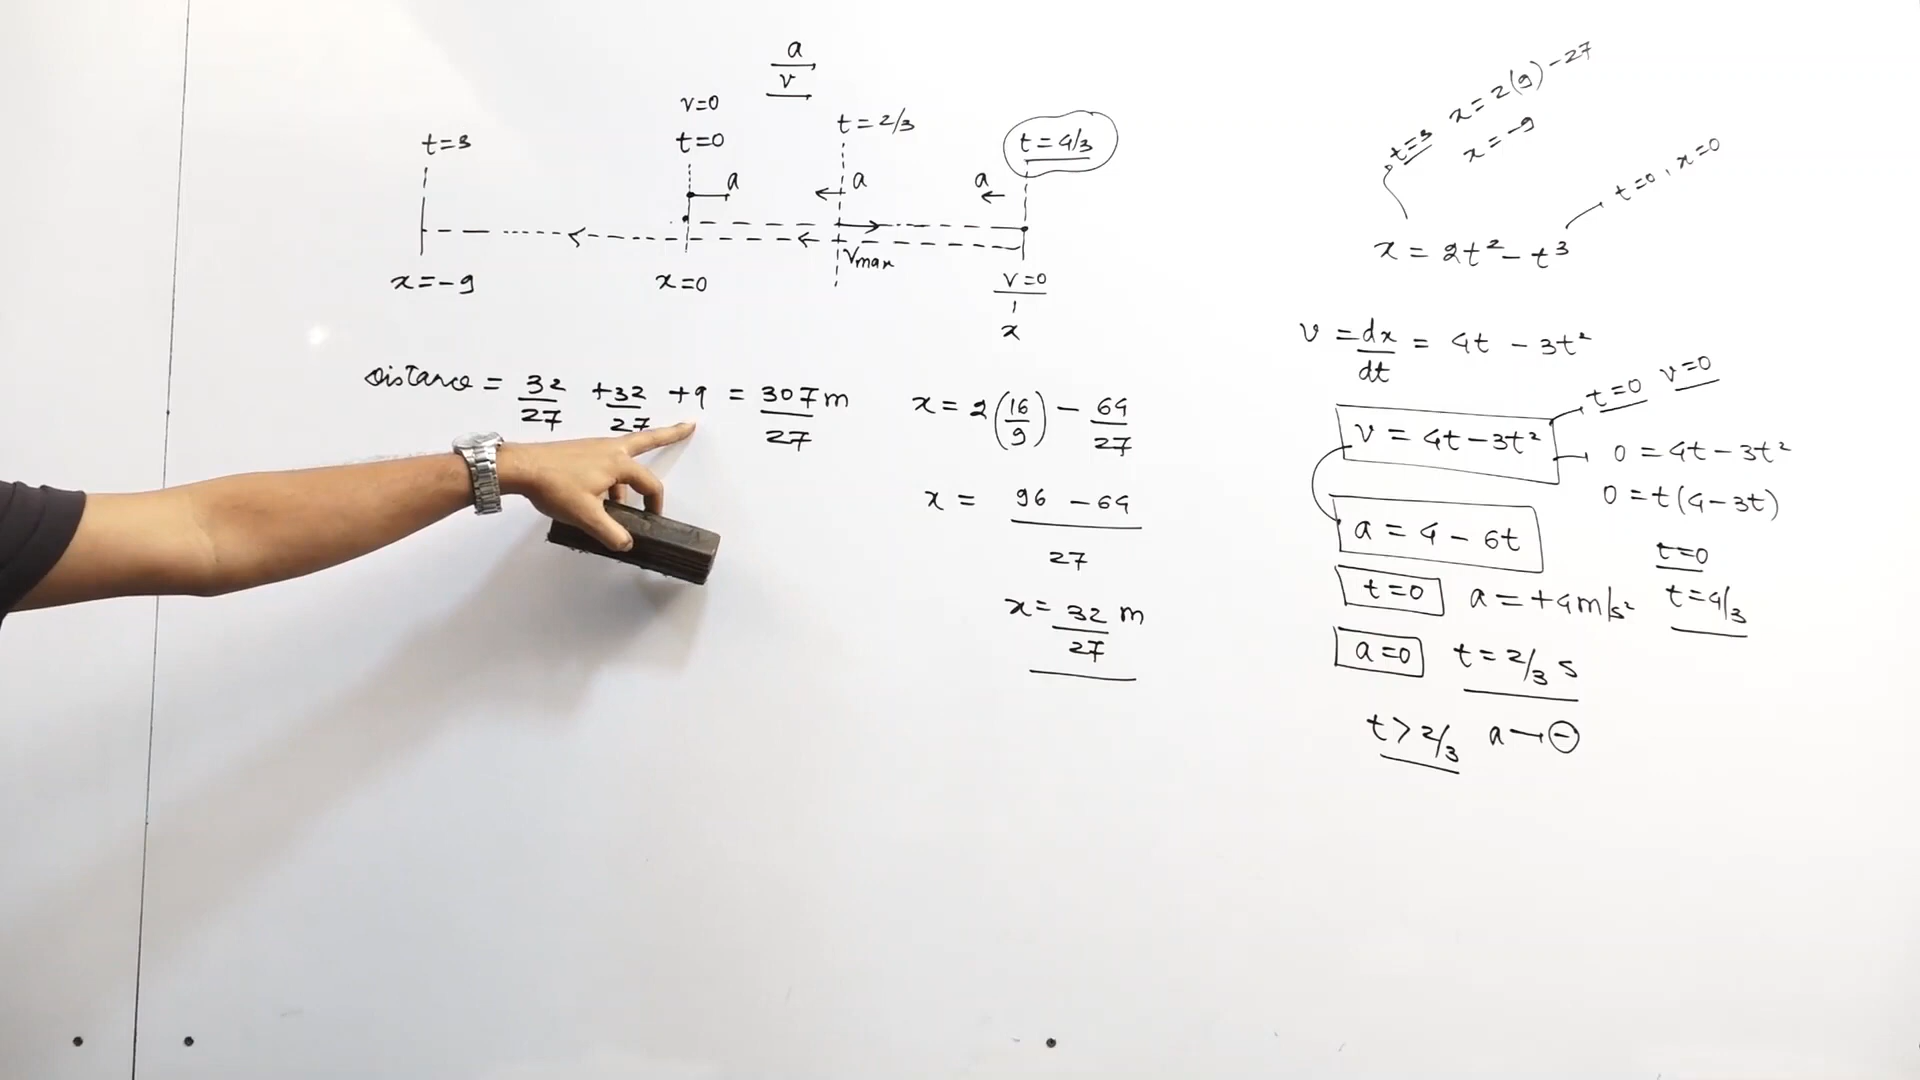 a
v
v=0
t=0
t=3
t=2/3
t=4/3
a
a
a
vmax
x=-9
x=0
v=0
x
Distance = 32/27 + 32/27 + 9 = 307/27 m
x = 2(16/9) - 64/27
x = 96 - 64 / 27
x = 32/27 m
x = 2(9) - 27
t=3
x = -9
t=0, x=0
x = 2t² - t³
v = dx/dt = 4t - 3t²
t=0 v=0
v = 4t - 3t²
0 = 4t - 3t²
0 = t(4 - 3t)
a = 4 - 6t
t=0
t=4/3
t=0 a = +4m/s²
a=0 t = 2/3 s
t > 2/3 a → ⊖